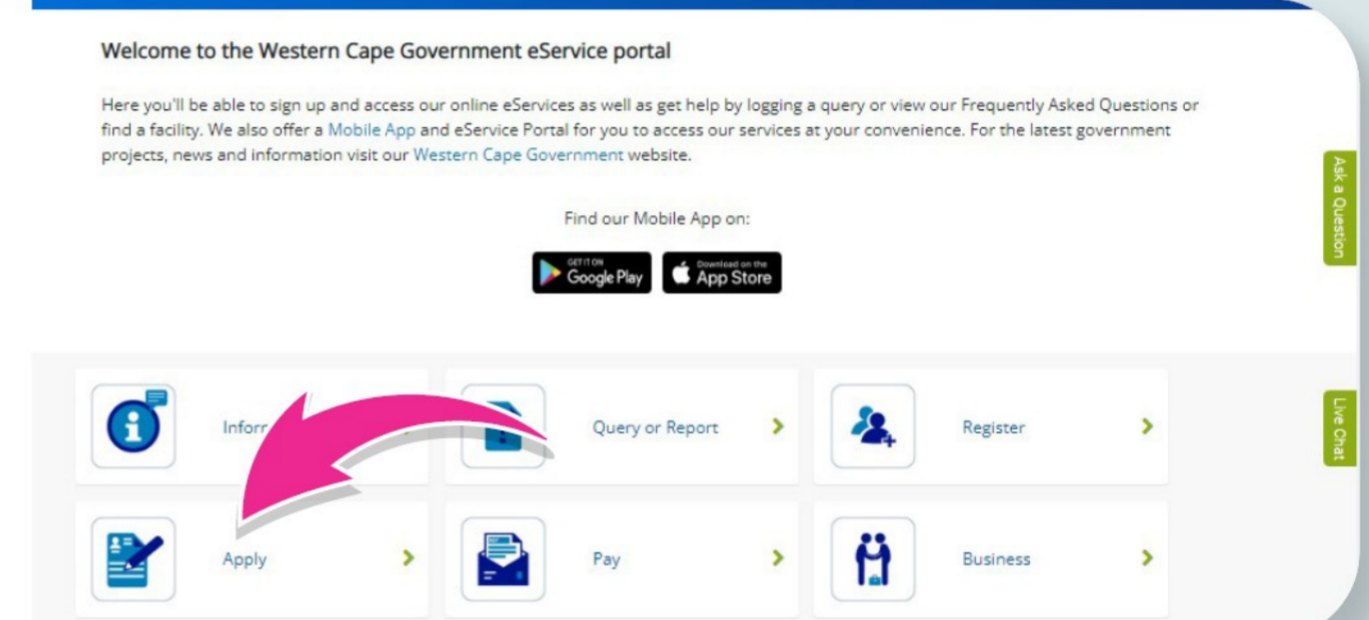 Welcome to the Western Cape Government eService portal
Here you'll be able to sign up and access our online eServices as well as get help by logging a query or view our Frequently Asked Questions or
find a facility. We also offer a Mobile App and eService Portal for you to access our services at your convenience. For the latest government
projects, news and information visit our Western Cape Government website.
Ask a Question
Find our Mobile App on:
GET IT ON
Google Play
Download on the
App Store
Query or Report
Register
Live Chat
Apply
Pay
Business